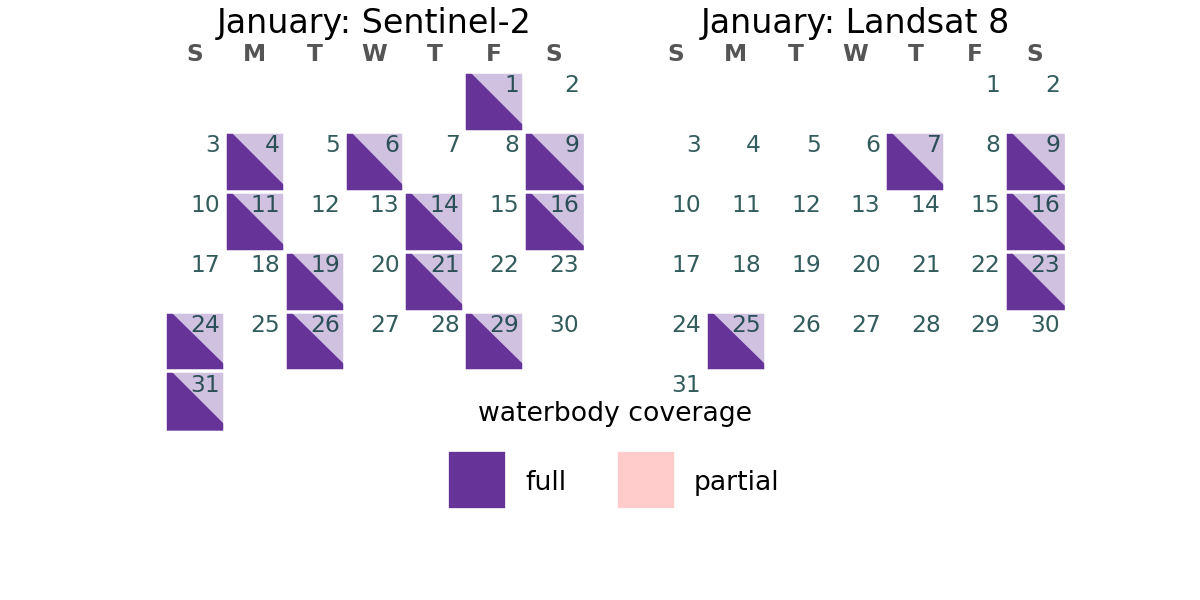 January: Sentinel-2
S M T W T F S
1 2
3 4 5 6 7 8 9
10 11 12 13 14 15 16
17 18 19 20 21 22 23
24 25 26 27 28 29 30
31
January: Landsat 8
S M T W T F S
1 2
3 4 5 6 7 8 9
10 11 12 13 14 15 16
17 18 19 20 21 22 23
24 25 26 27 28 29 30
31
waterbody coverage
full partial